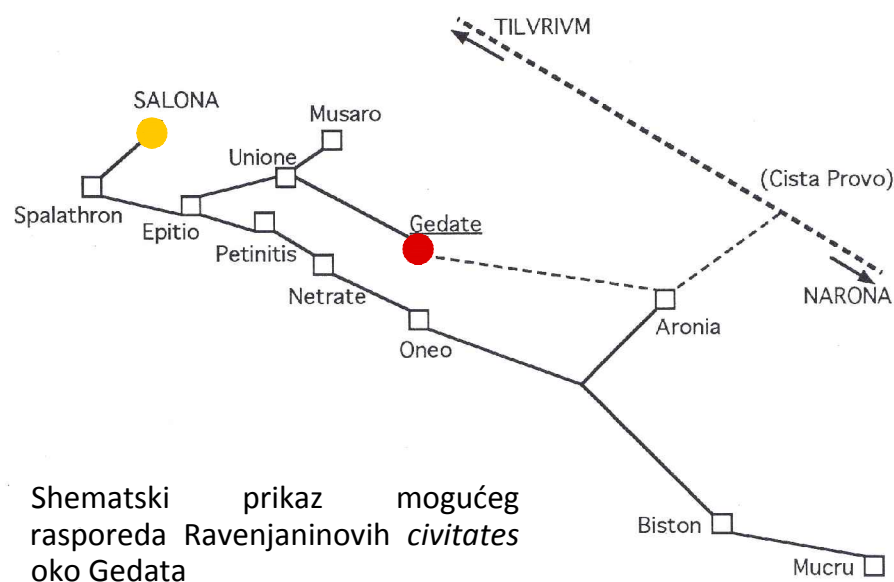 TILVRIVM
SALONA
Musaro
Unione
(Cista Provo)
Spalathron
Epitio
Gedate
Petinitis
Netrate
NARONA
Aronia
Oneo
Shematski prikaz mogućeg
rasporeda Ravenjaninovih civitates
oko Gedata
Biston
Mucru